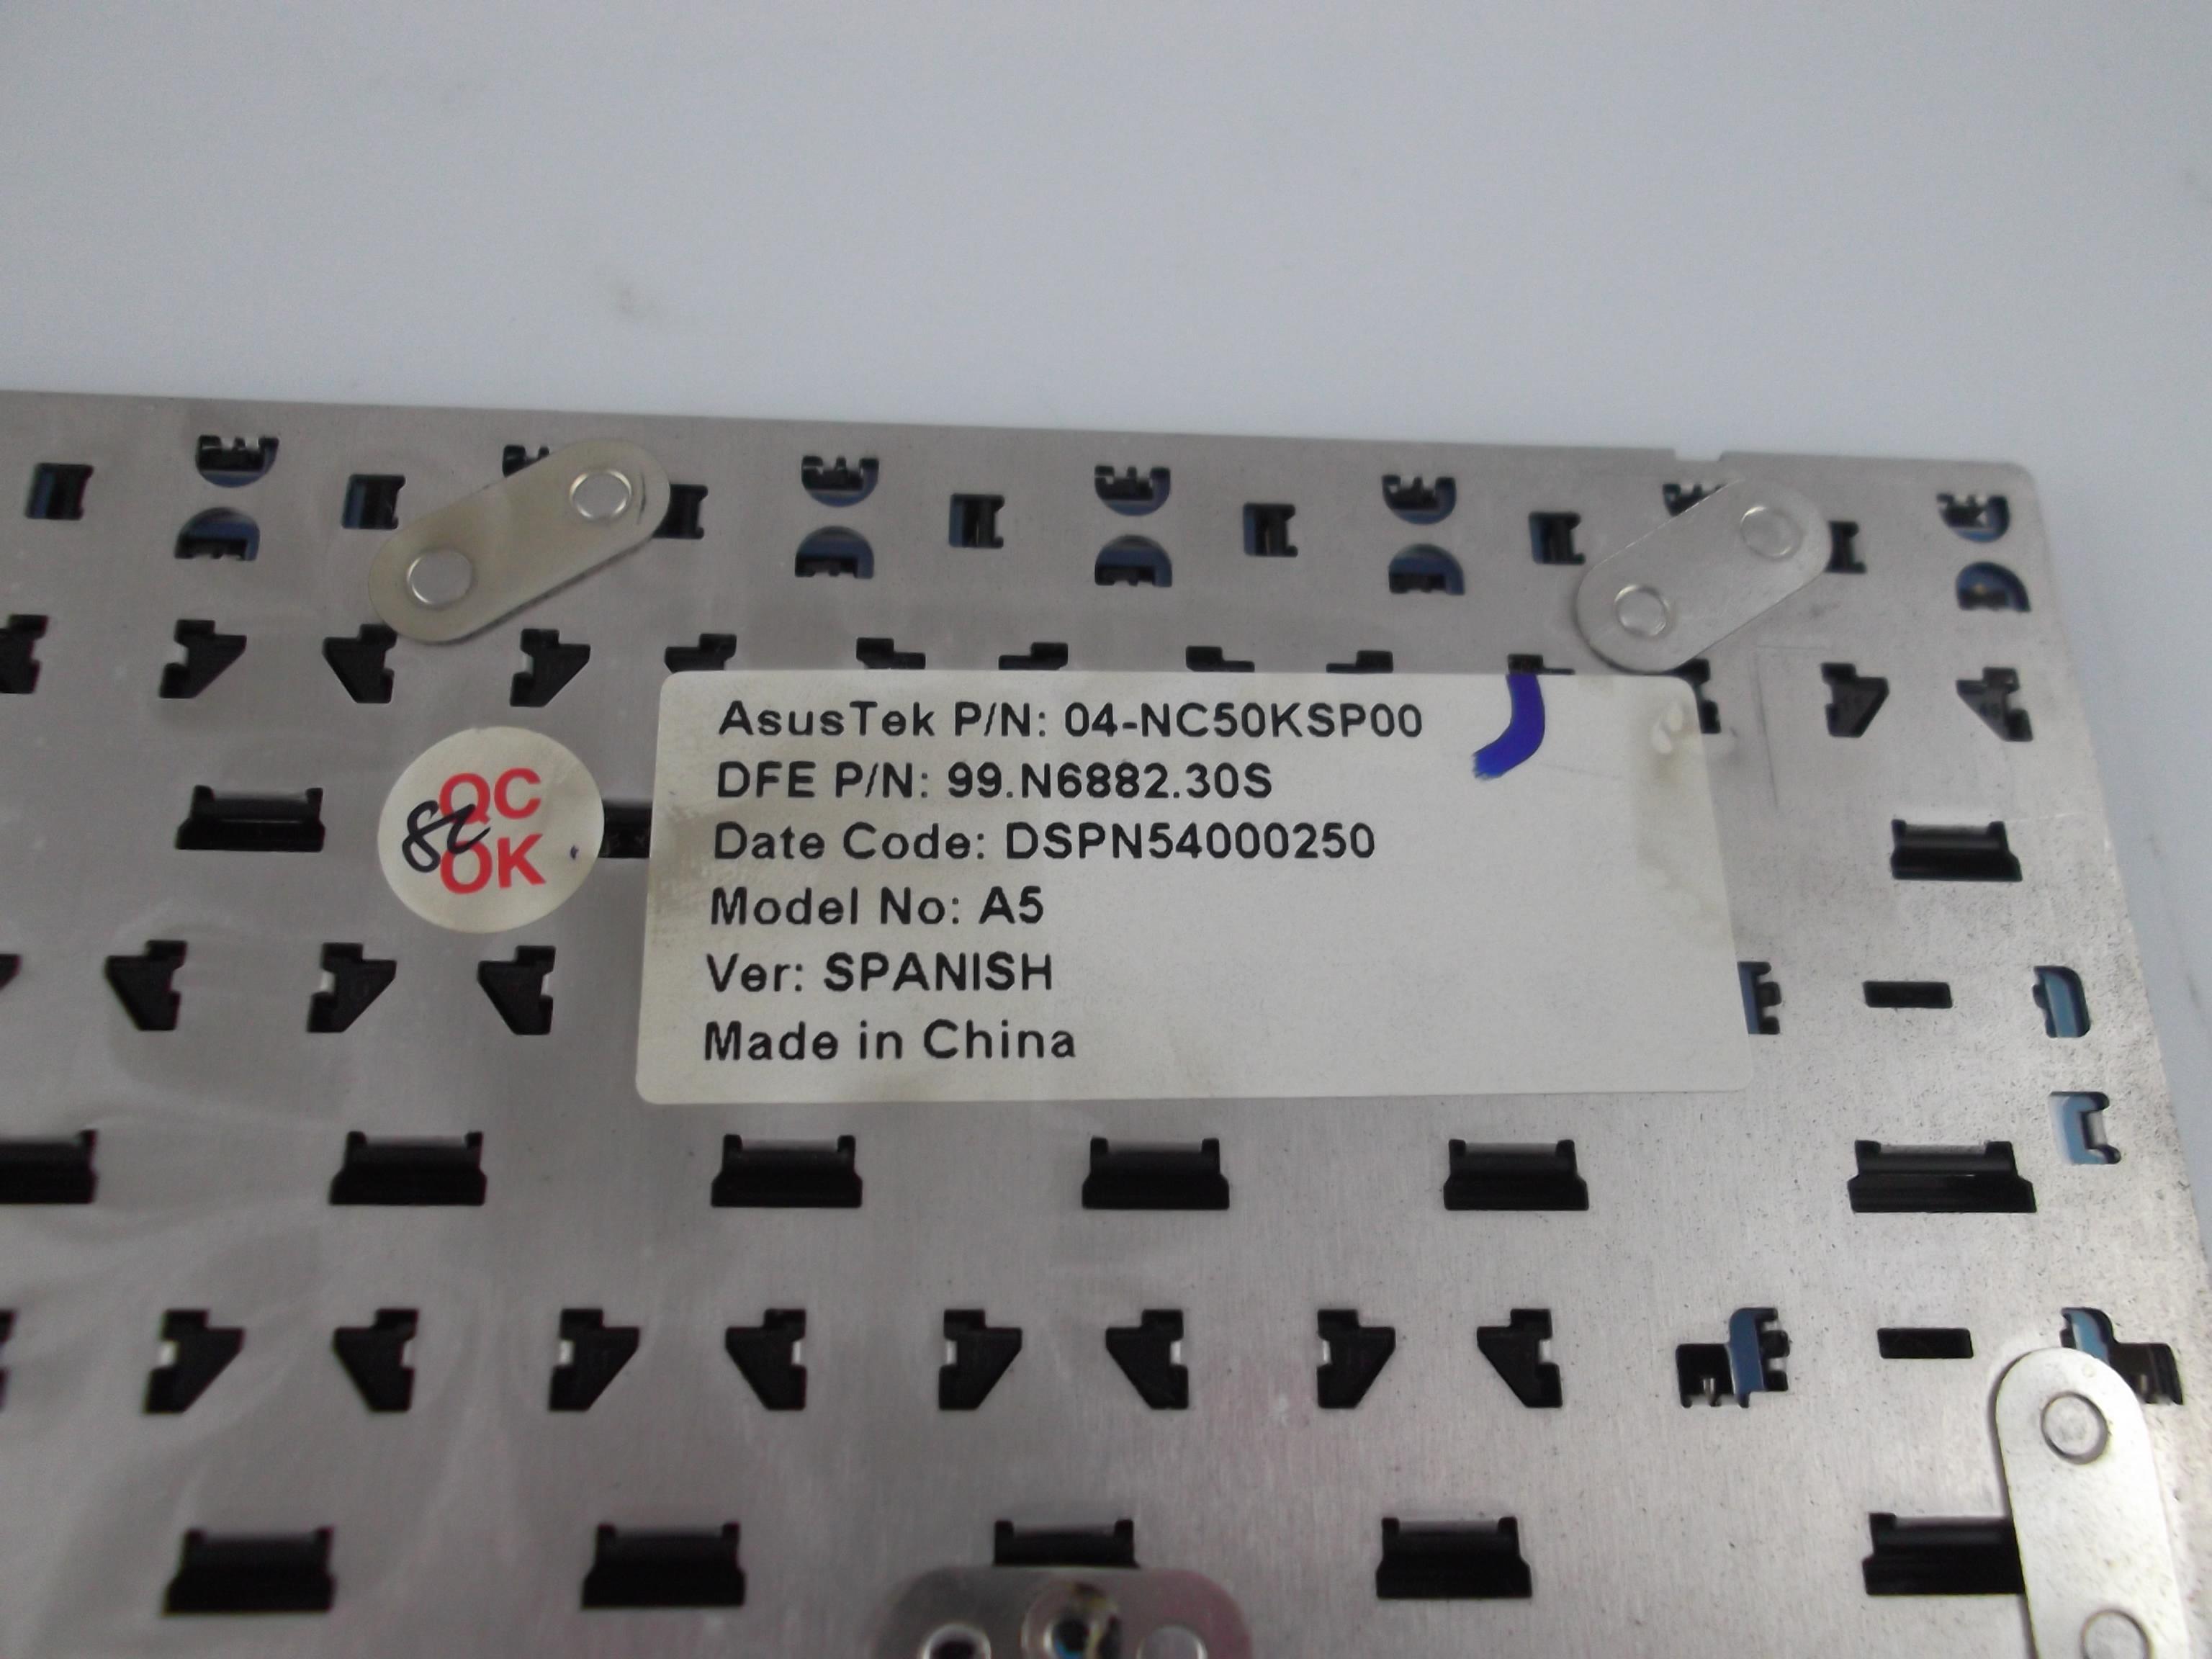 AsusTek P/N: 04-NC50KSP00
DFE P/N: 99.N6882.30S
Date Code: DSPN54000250
Model No: A5
Ver: SPANISH
Made in China
QC
OK